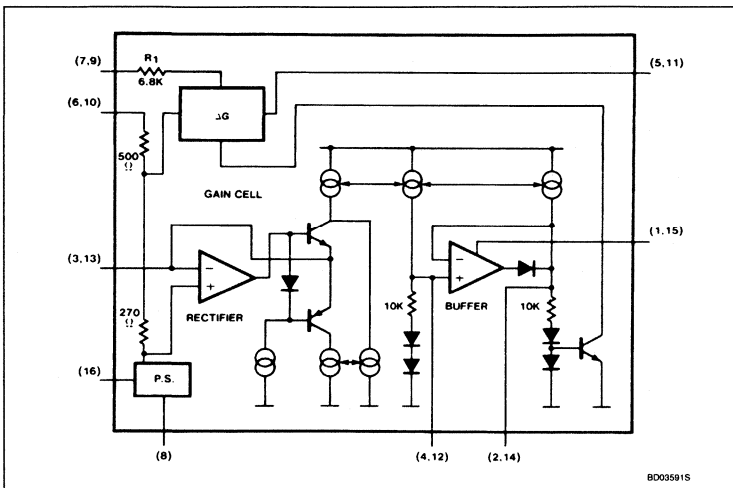 (7,9)
R1
6.8K
(5,11)
(6,10)
ΔG
500
Ω
GAIN CELL
(3,13)
−
+
RECTIFIER
(1,15)
−
+
10K
BUFFER
10K
270
Ω
(16)
P.S.
(8)
(4,12)
(2,14)
BD03591S